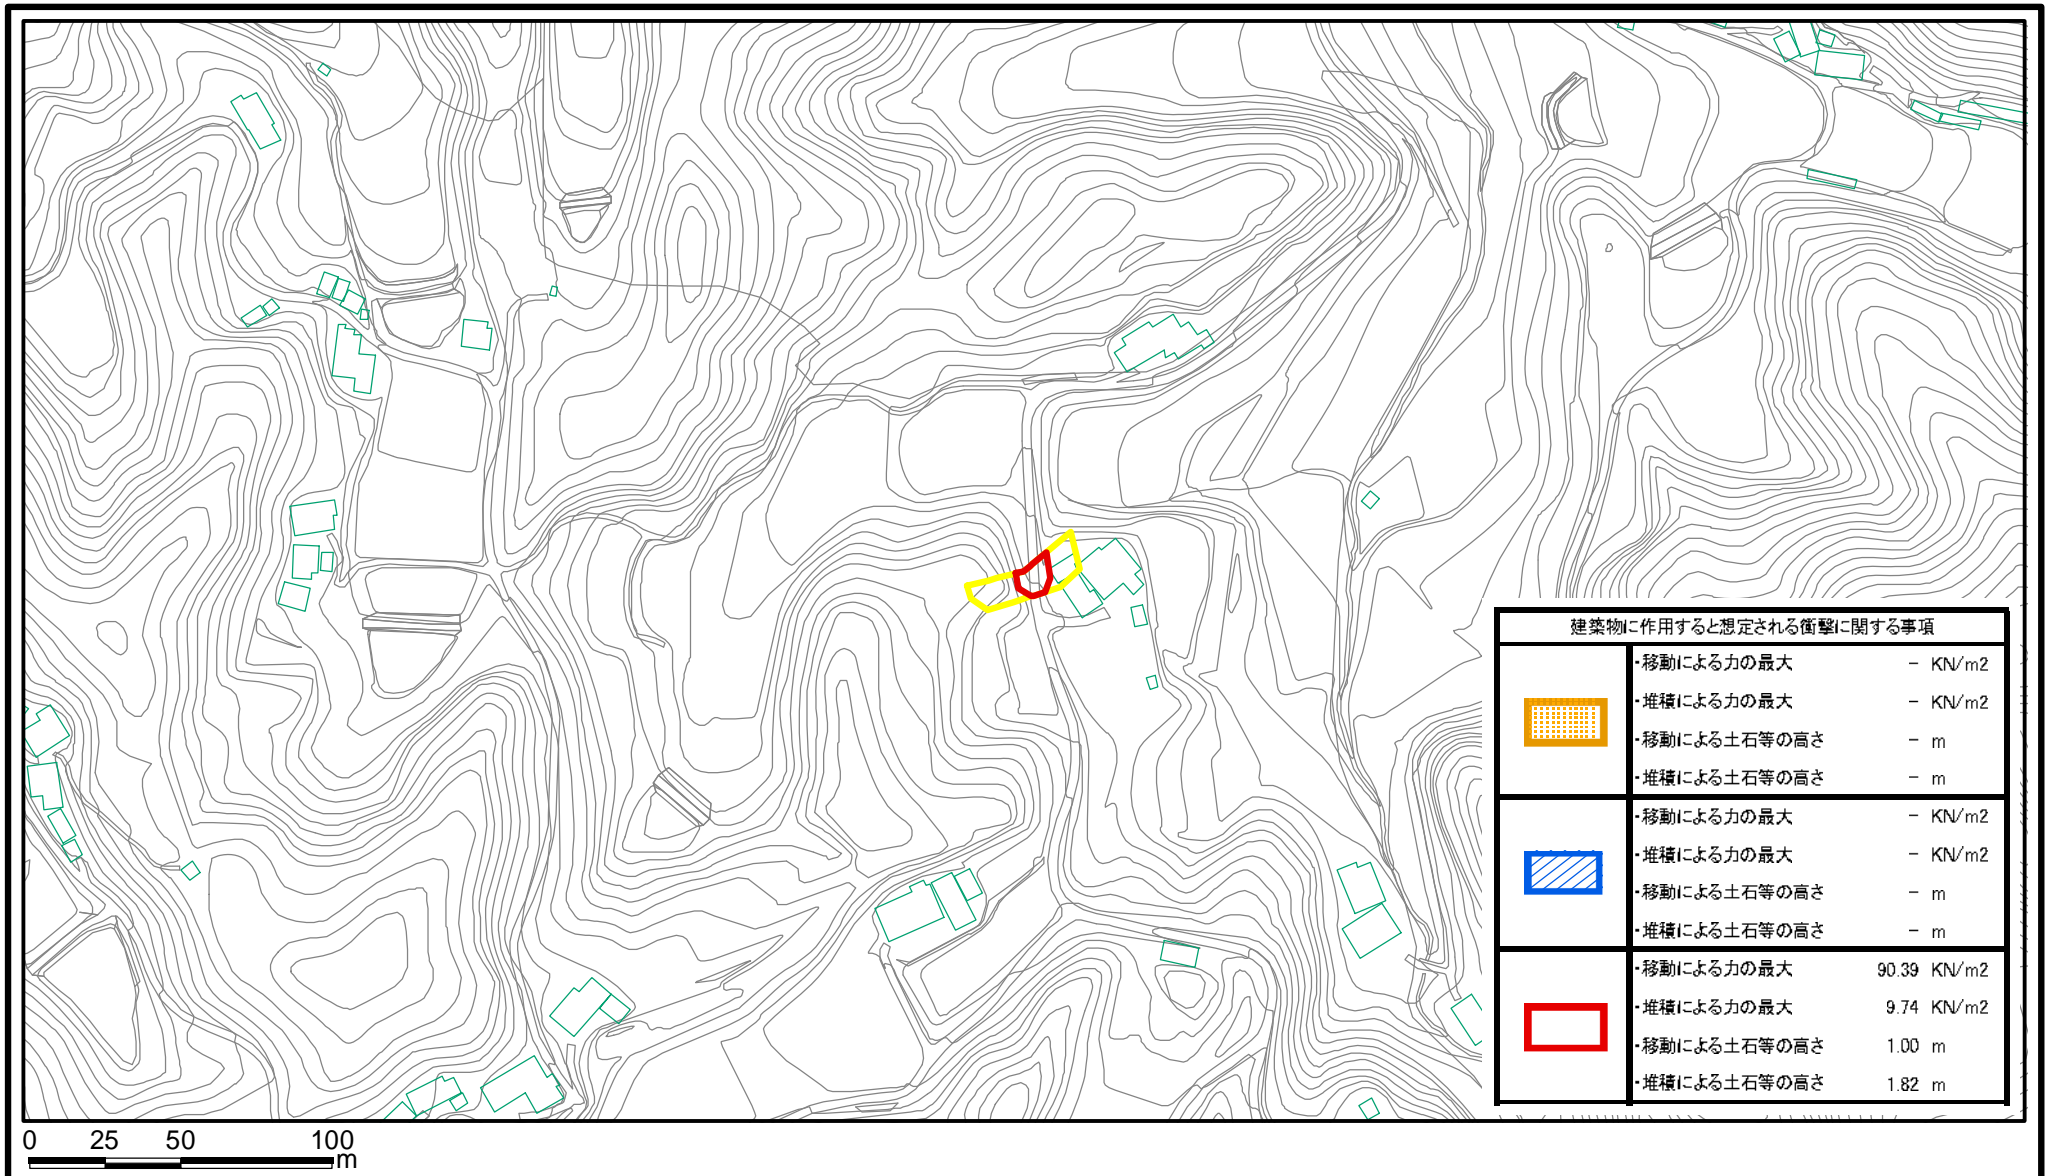 建築物に作用すると想定される衝撃に関する事項
・移動による力の最大 - KN/m2
・堆積による力の最大 - KN/m2
・移動による土石等の高さ - m
・堆積による土石等の高さ - m
・移動による力の最大 - KN/m2
・堆積による力の最大 - KN/m2
・移動による土石等の高さ - m
・堆積による土石等の高さ - m
・移動による力の最大 90.39 KN/m2
・堆積による力の最大 9.74 KN/m2
・移動による土石等の高さ 1.00 m
・堆積による土石等の高さ 1.82 m
0 25 50 100
m